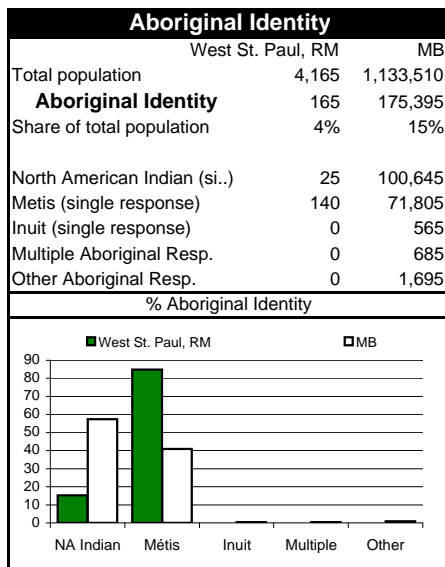 Aboriginal Identity
West St. Paul, RM MB
Total population 4,165 1,133,510
Aboriginal Identity 165 175,395
Share of total population 4% 15%
North American Indian (si..) 25 100,645
Metis (single response) 140 71,805
Inuit (single response) 0 565
Multiple Aboriginal Resp. 0 685
Other Aboriginal Resp. 0 1,695
% Aboriginal Identity
West St. Paul, RM MB
90
80
70
60
50
40
30
20
10
0
NA Indian Métis Inuit Multiple Other